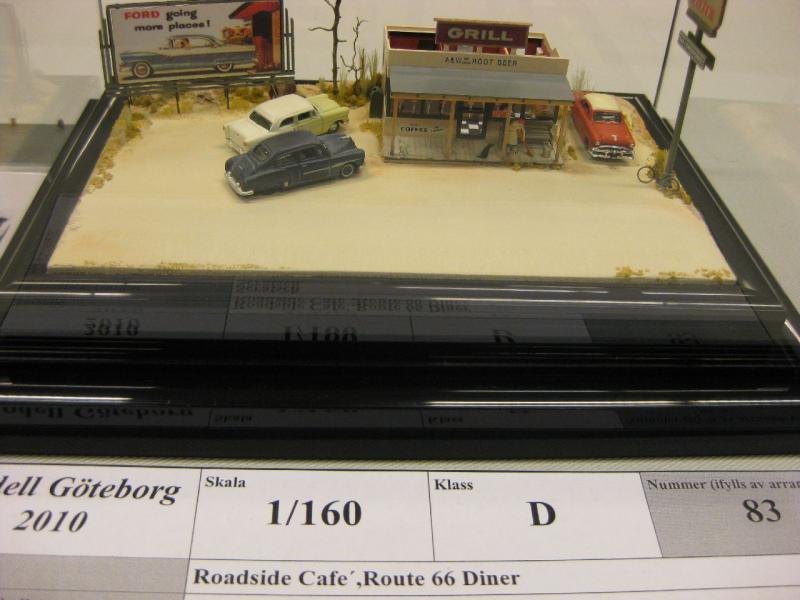 FORD going
more places!
GRILL
A&W ROOT BEER
COFFEE
dell Göteborg
2010
Skala
1/160
Klass
D
Nummer (ifylls av arran
83
Roadside Cafe´,Route 66 Diner